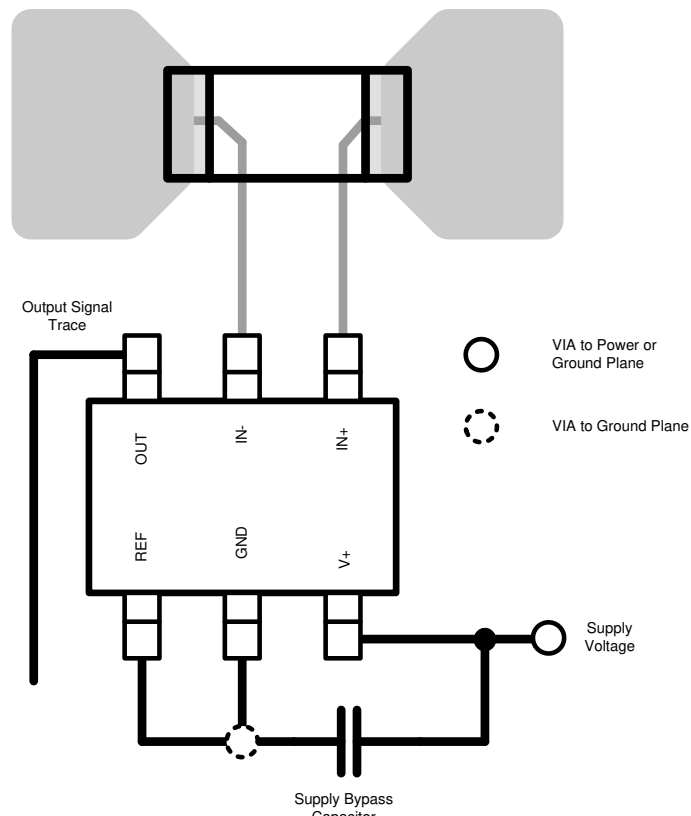 Output Signal
Trace
VIA to Power or
Ground Plane
VIA to Ground Plane
OUT
IN-
IN+
REF
GND
V+
Supply
Voltage
Supply Bypass
Capacitor